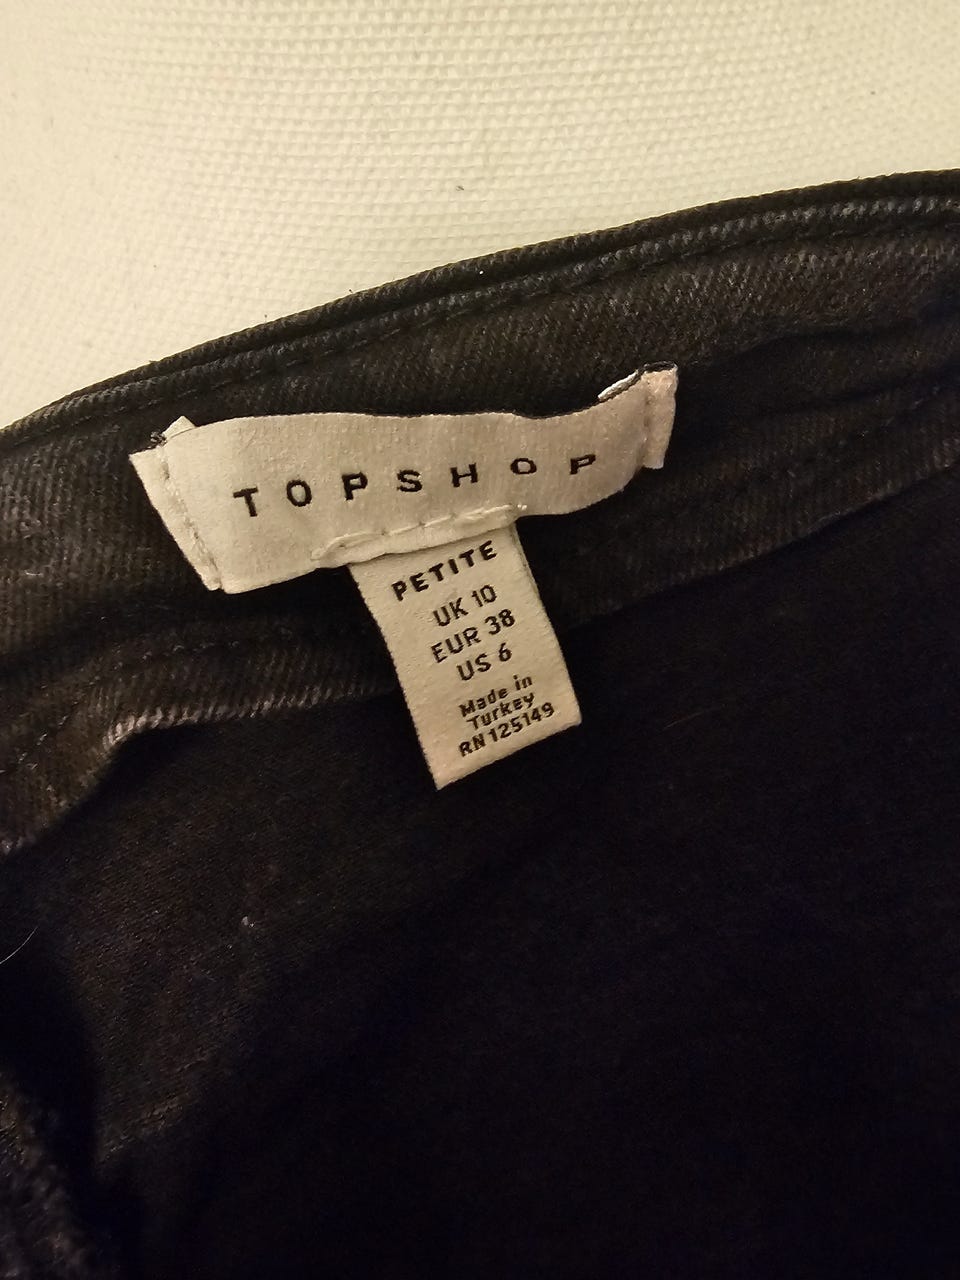 TOPSHOP
PETITE
UK 10
EUR 38
US 6
Made in
Turkey
RN 125149